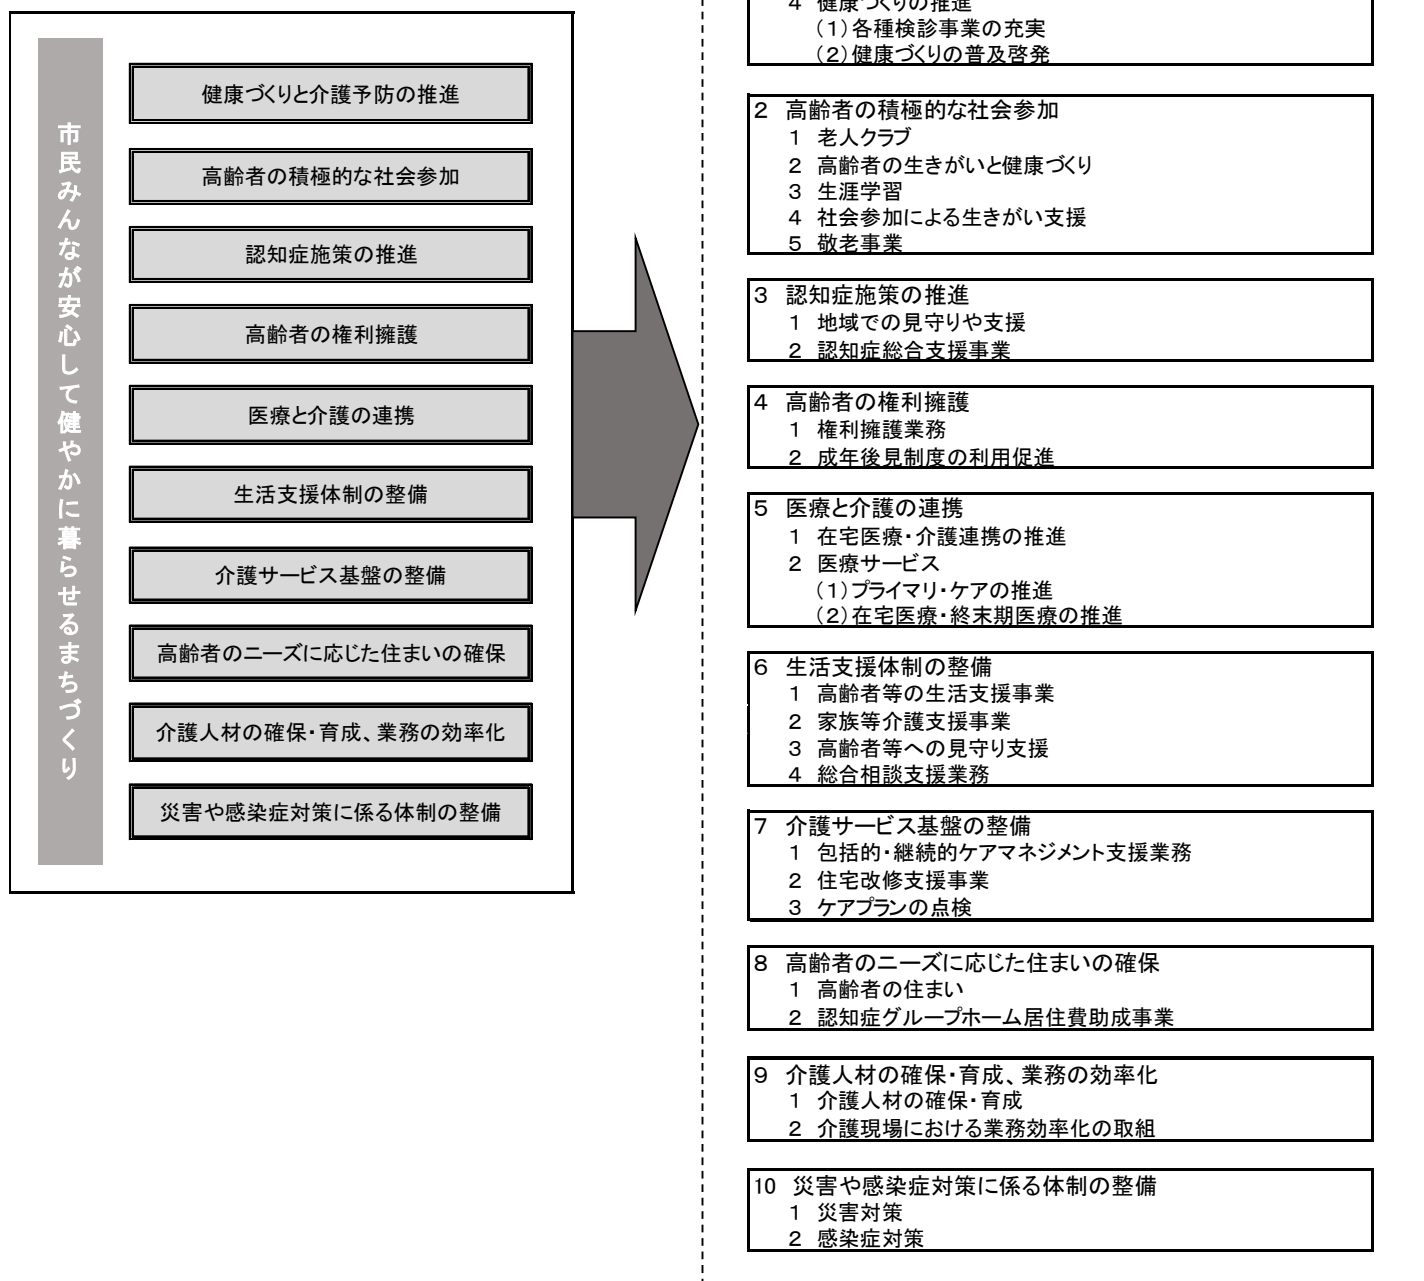 市民みんなが安心して健やかに暮らせるまちづくり
健康づくりと介護予防の推進
高齢者の積極的な社会参加
認知症施策の推進
高齢者の権利擁護
医療と介護の連携
生活支援体制の整備
介護サービス基盤の整備
高齢者のニーズに応じた住まいの確保
介護人材の確保・育成、業務の効率化
災害や感染症対策に係る体制の整備
4 健康づくりの推進
(1)各種検診事業の充実
(2)健康づくりの普及啓発
2 高齢者の積極的な社会参加
1 老人クラブ
2 高齢者の生きがいと健康づくり
3 生涯学習
4 社会参加による生きがい支援
5 敬老事業
3 認知症施策の推進
1 地域での見守りや支援
2 認知症総合支援事業
4 高齢者の権利擁護
1 権利擁護業務
2 成年後見制度の利用促進
5 医療と介護の連携
1 在宅医療・介護連携の推進
2 医療サービス
(1)プライマリ・ケアの推進
(2)在宅医療・終末期医療の推進
6 生活支援体制の整備
1 高齢者等の生活支援事業
2 家族等介護支援事業
3 高齢者等への見守り支援
4 総合相談支援業務
7 介護サービス基盤の整備
1 包括的・継続的ケアマネジメント支援業務
2 住宅改修支援事業
3 ケアプランの点検
8 高齢者のニーズに応じた住まいの確保
1 高齢者の住まい
2 認知症グループホーム居住費助成事業
9 介護人材の確保・育成、業務の効率化
1 介護人材の確保・育成
2 介護現場における業務効率化の取組
10 災害や感染症対策に係る体制の整備
1 災害対策
2 感染症対策